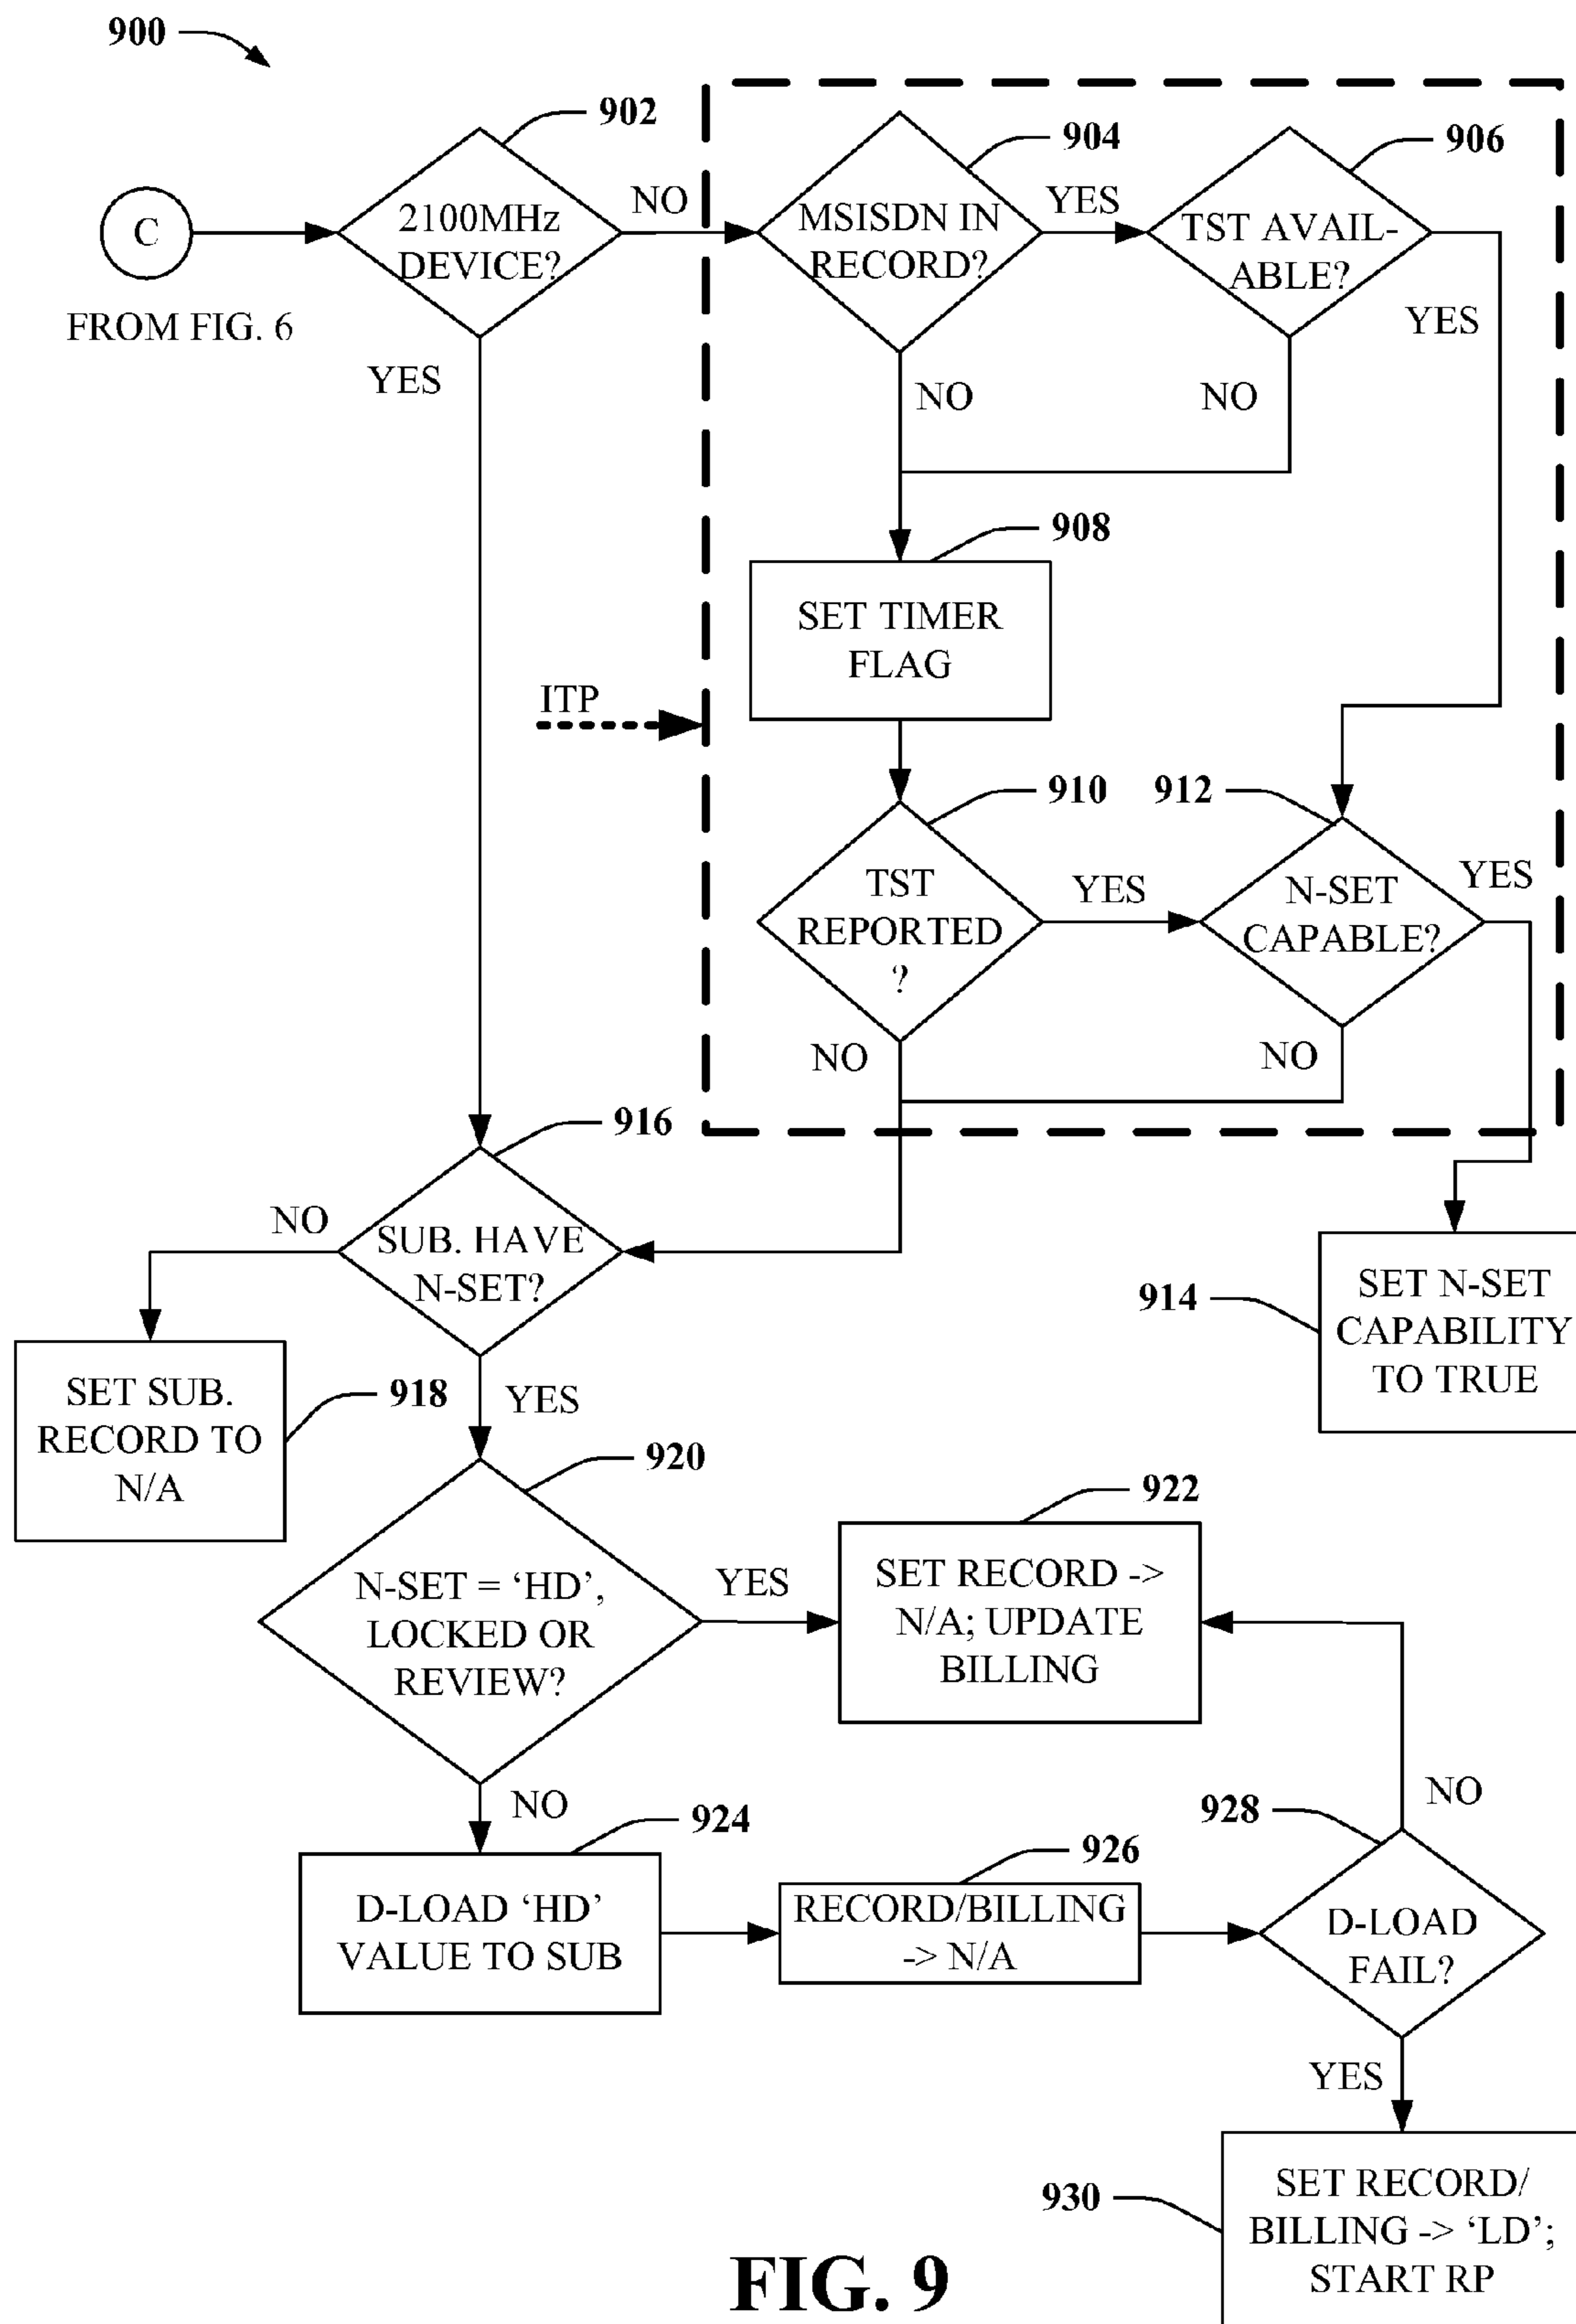 900
902
904
906
C
2100MHz
DEVICE?
NO
MSISDN IN
RECORD?
YES
TST AVAIL-
ABLE?
FROM FIG. 6
YES
YES
NO
NO
908
SET TIMER
FLAG
ITP
910
912
TST
REPORTED
?
YES
N-SET
CAPABLE?
YES
NO
NO
916
SUB. HAVE
N-SET?
NO
914
SET N-SET
CAPABILITY
TO TRUE
SET SUB.
RECORD TO
N/A
918
YES
920
922
N-SET = ‘HD’,
LOCKED OR
REVIEW?
YES
SET RECORD ->
N/A; UPDATE
BILLING
NO
NO
924
926
928
D-LOAD ‘HD’
VALUE TO SUB
RECORD/BILLING
-> N/A
D-LOAD
FAIL?
YES
930
SET RECORD/
BILLING -> ‘LD’;
START RP
FIG. 9